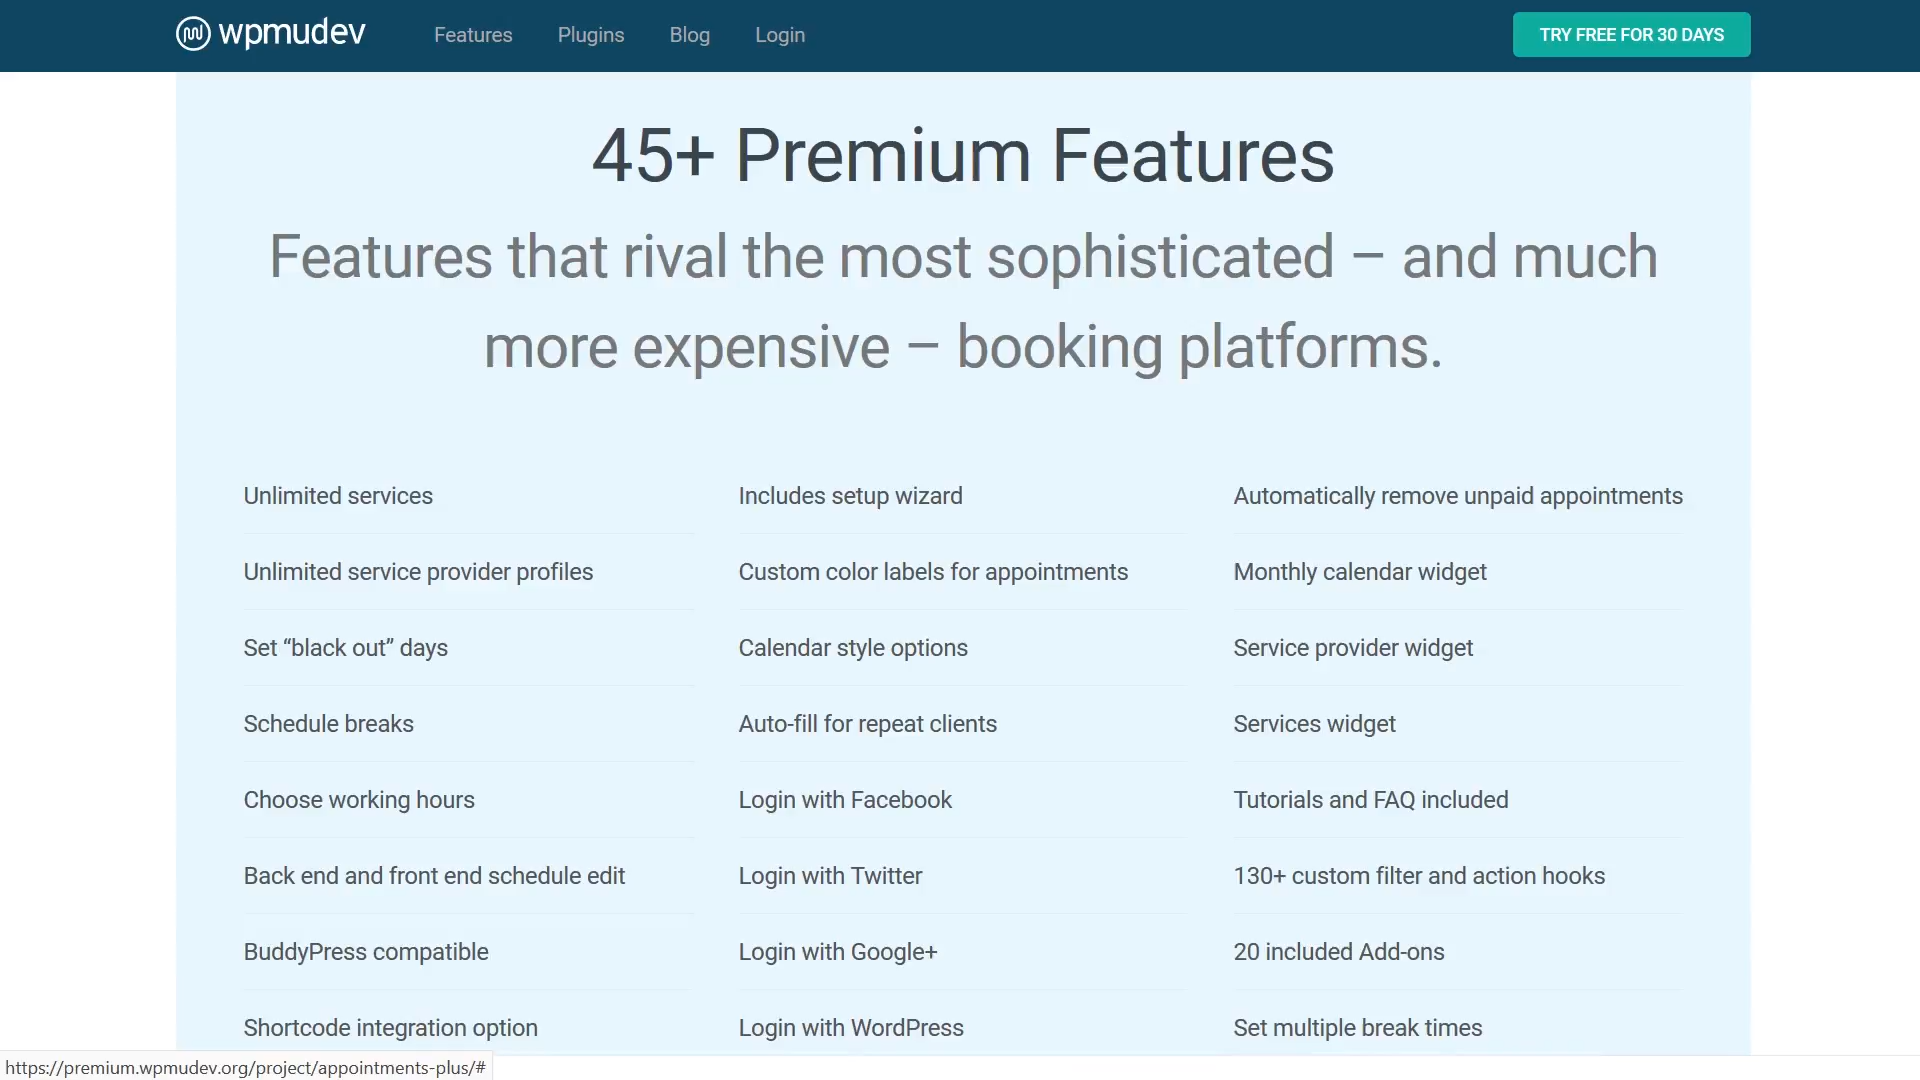 wpmudev Features Plugins Blog Login TRY FREE FOR 30 DAYS
45+ Premium Features
Features that rival the most sophisticated – and much
more expensive – booking platforms.
Unlimited services Includes setup wizard Automatically remove unpaid appointments
Unlimited service provider profiles Custom color labels for appointments Monthly calendar widget
Set “black out” days Calendar style options Service provider widget
Schedule breaks Auto-fill for repeat clients Services widget
Choose working hours Login with Facebook Tutorials and FAQ included
Back end and front end schedule edit Login with Twitter 130+ custom filter and action hooks
BuddyPress compatible Login with Google+ 20 included Add-ons
Shortcode integration option Login with WordPress Set multiple break times
https://premium.wpmudev.org/project/appointments-plus/#